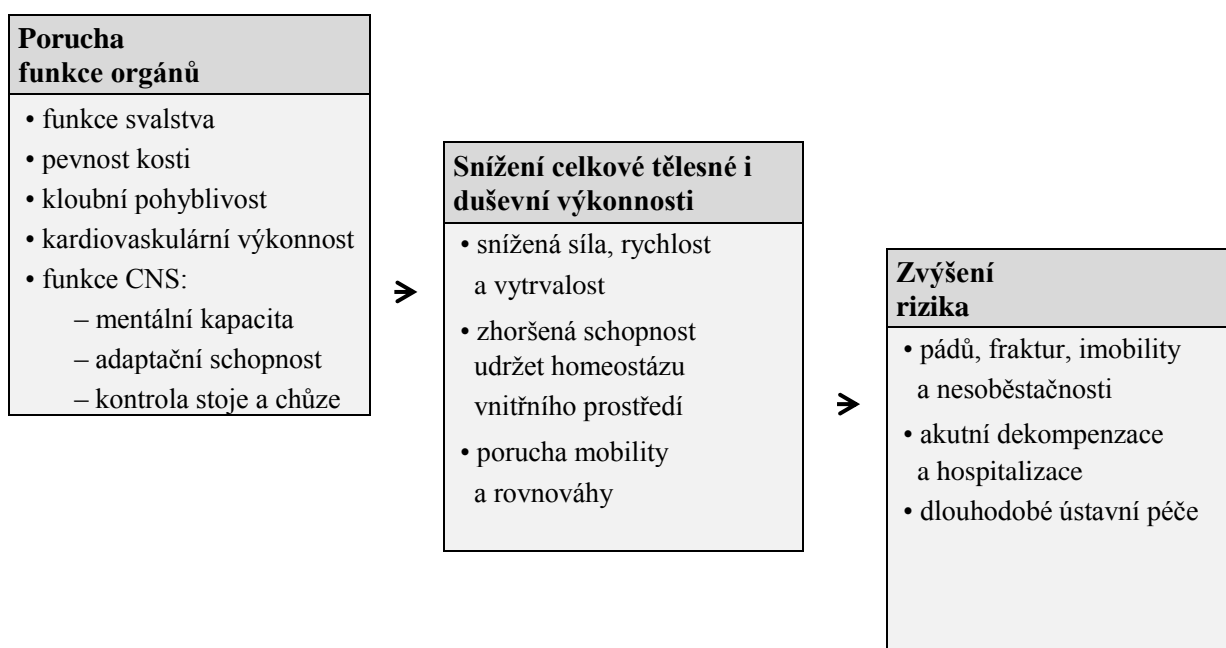 Porucha
funkce orgánů
• funkce svalstva
• pevnost kosti
• kloubní pohyblivost
• kardiovaskulární výkonnost
• funkce CNS:
– mentální kapacita
– adaptační schopnost
– kontrola stoje a chůze
Snížení celkové tělesné i
duševní výkonnosti
• snížená síla, rychlost
a vytrvalost
• zhoršená schopnost
udržet homeostázu
vnitřního prostředí
• porucha mobility
a rovnováhy
Zvýšení
rizika
• pádů, fraktur, imobility
a nesoběstačnosti
• akutní dekompenzace
a hospitalizace
• dlouhodobé ústavní péče